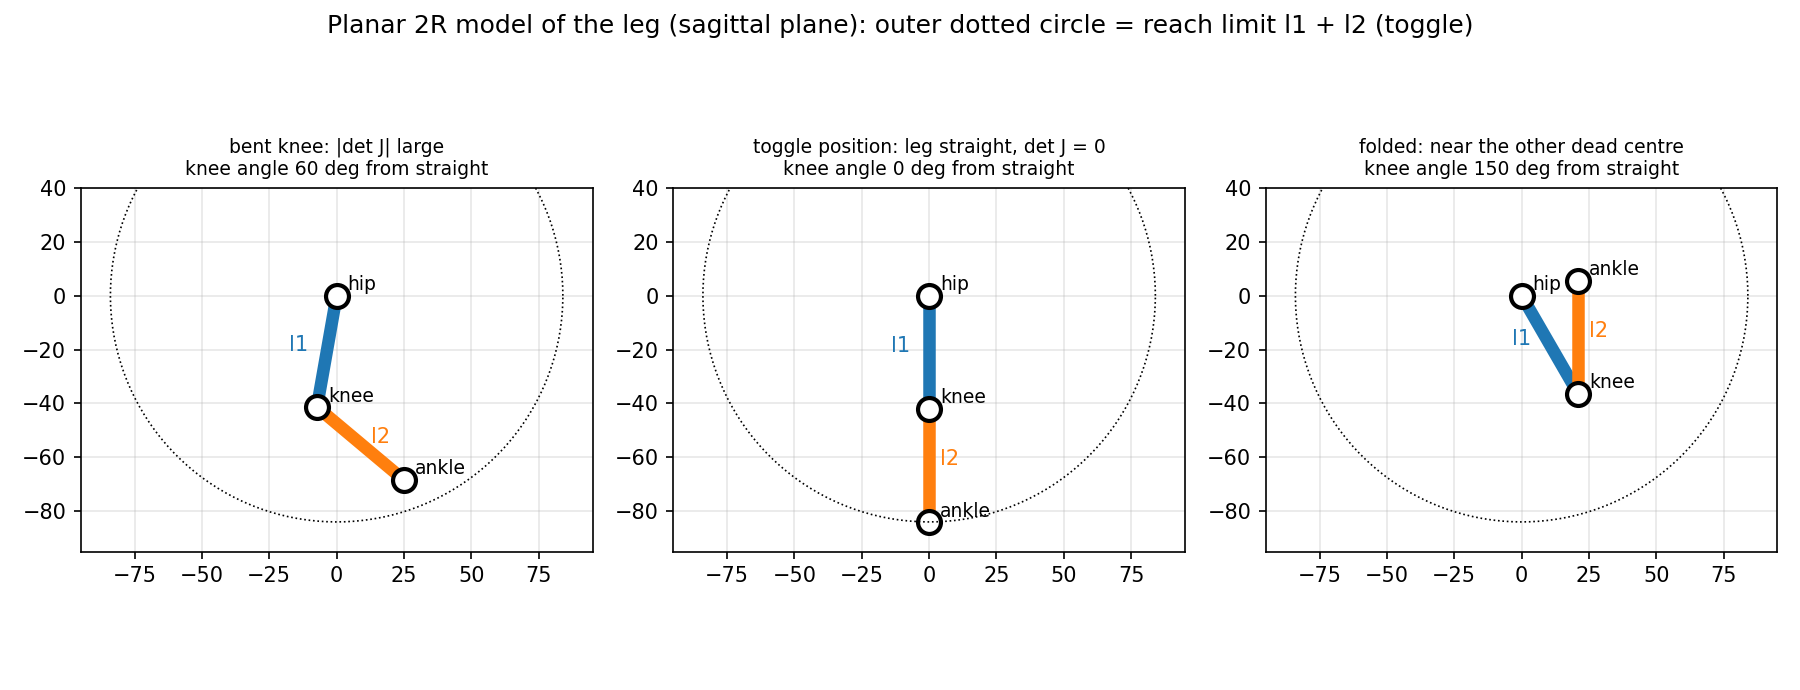 Planar 2R model of the leg (sagittal plane): outer dotted circle = reach limit l1 + l2 (toggle)
bent knee: |det J| large
knee angle 60 deg from straight
40
20
0
−20
−40
−60
−80
hip
l1
knee
l2
ankle
−75
−50
−25
0
25
50
75
toggle position: leg straight, det J = 0
knee angle 0 deg from straight
40
20
0
−20
−40
−60
−80
hip
l1
knee
l2
ankle
−75
−50
−25
0
25
50
75
folded: near the other dead centre
knee angle 150 deg from straight
40
20
0
−20
−40
−60
−80
ankle
hip
l1
l2
knee
−75
−50
−25
0
25
50
75